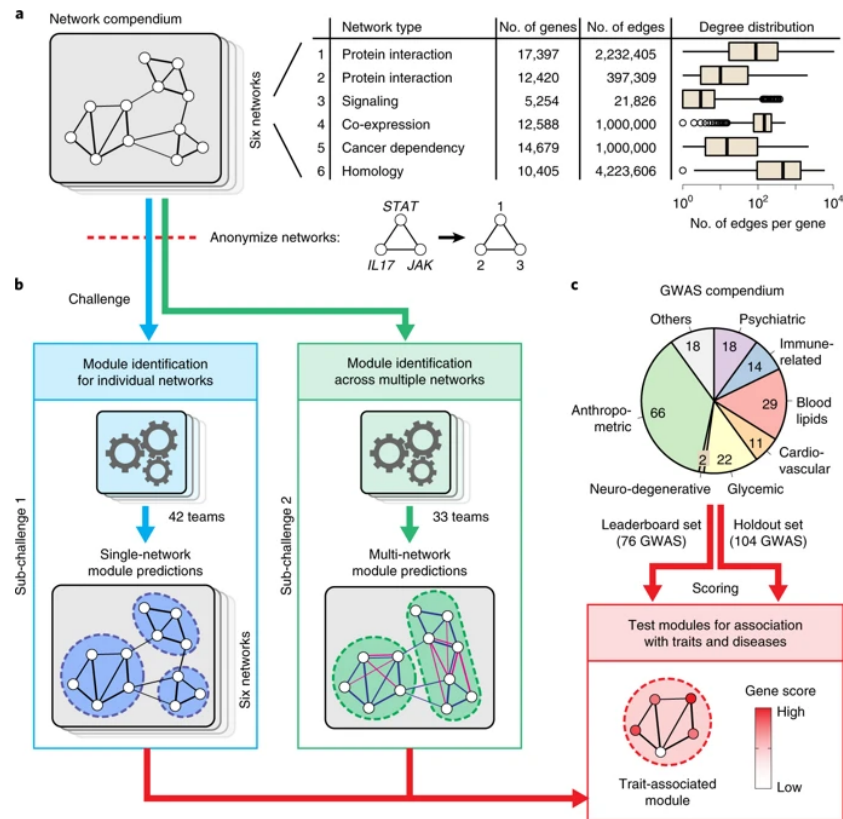 a
Network compendium
Six networks
Network type No. of genes No. of edges Degree distribution
1 Protein interaction 17,397 2,232,405
2 Protein interaction 12,420 397,309
3 Signaling 5,254 21,826
4 Co-expression 12,588 1,000,000
5 Cancer dependency 14,679 1,000,000
6 Homology 10,405 4,223,606
10⁰ 10² 10⁴
No. of edges per gene
Anonymize networks:
STAT
IL17 JAK
1
2 3
b
Challenge
Sub-challenge 1
Module identification
for individual networks
42 teams
Single-network
module predictions
Six networks
Sub-challenge 2
Module identification
across multiple networks
33 teams
Multi-network
module predictions
c
GWAS compendium
Others
18
Psychiatric
18
Immune-
related
14
Blood
lipids
29
Cardio-
vascular
11
Glycemic
22
Neuro-degenerative
2
Anthropo-
metric
66
Leaderboard set
(76 GWAS)
Holdout set
(104 GWAS)
Scoring
Test modules for association
with traits and diseases
Gene score
High
Low
Trait-associated
module